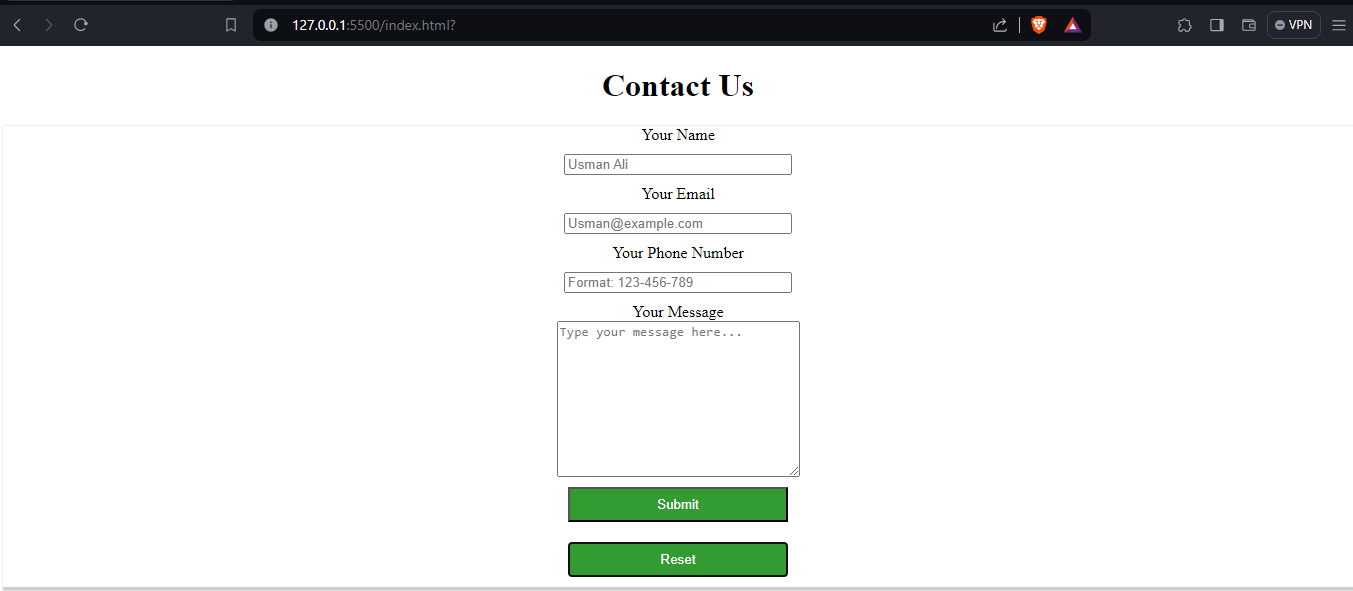 127.0.0.1:5500/index.html?
VPN
Contact Us
Your Name
Usman Ali
Your Email
Usman@example.com
Your Phone Number
Format: 123-456-789
Your Message
Type your message here...
Submit
Reset